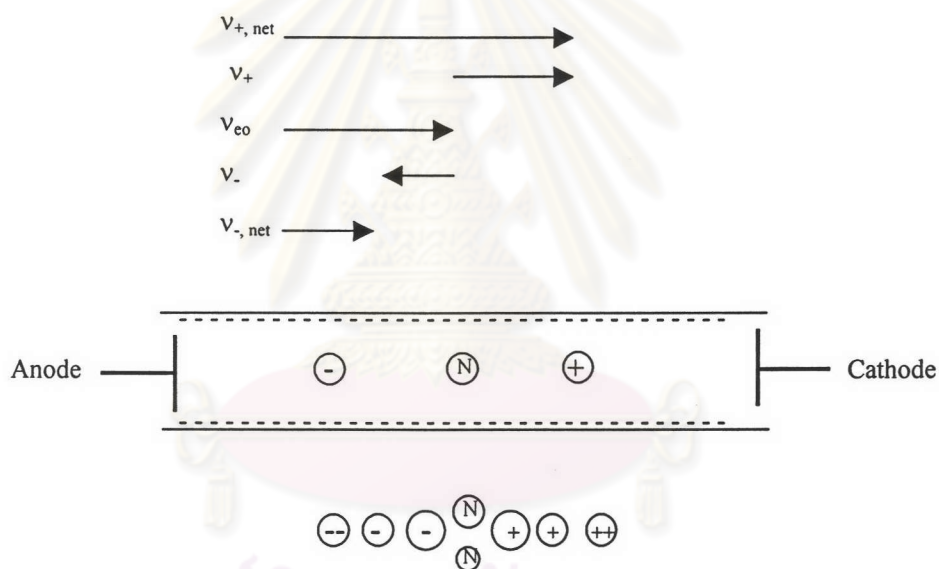 ν+, net
ν+
νeo
ν-
ν-, net
Anode - N + Cathode
-- - - N + + ++
N